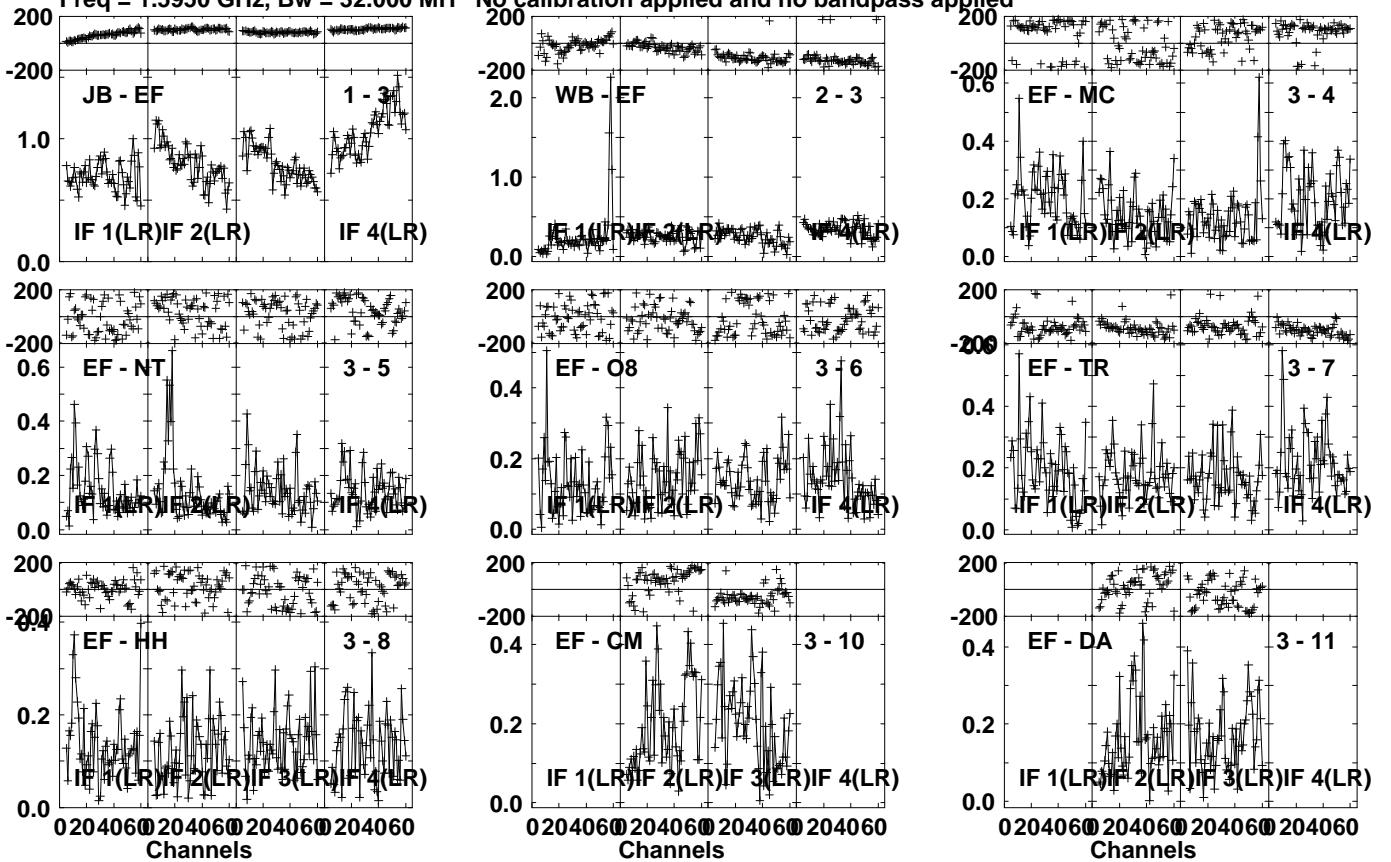 Freq = 1.5950 GHz, Bw = 32.000 MH No calibration applied and no bandpass applied
200
-200
JB - EF 1 - 3
1.0
IF 1(LR) IF 2(LR) IF 4(LR)
0.0
200
-200
WB - EF 2 - 3
2.0
1.0
IF 1(LR) IF 2(LR) IF 4(LR)
0.0
200
-200
0.6
EF - MC 3 - 4
0.4
0.2
IF 1(LR) IF 2(LR) IF 4(LR)
0.0
200
-200
EF - NT 3 - 5
0.6
0.4
0.2
IF 1(LR) IF 2(LR) IF 4(LR)
0.0
200
-200
EF - O8 3 - 6
0.4
0.2
IF 1(LR) IF 2(LR) IF 4(LR)
0.0
200
-200
0.6
EF - TR 3 - 7
0.4
0.2
IF 1(LR) IF 2(LR) IF 4(LR)
0.0
200
-200
0.4
EF - HH 3 - 8
0.2
IF 1(LR) IF 2(LR) IF 3(LR) IF 4(LR)
0.0
0 20 40 60 0 20 40 60 0 20 40 60 0 20 40 60
Channels
200
-200
EF - CM 3 - 10
0.4
0.2
IF 1(LR) IF 2(LR) IF 3(LR) IF 4(LR)
0.0
0 20 40 60 0 20 40 60 0 20 40 60 0 20 40 60
Channels
200
-200
EF - DA 3 - 11
0.4
0.2
IF 1(LR) IF 2(LR) IF 3(LR) IF 4(LR)
0.0
0 20 40 60 0 20 40 60 0 20 40 60 0 20 40 60
Channels